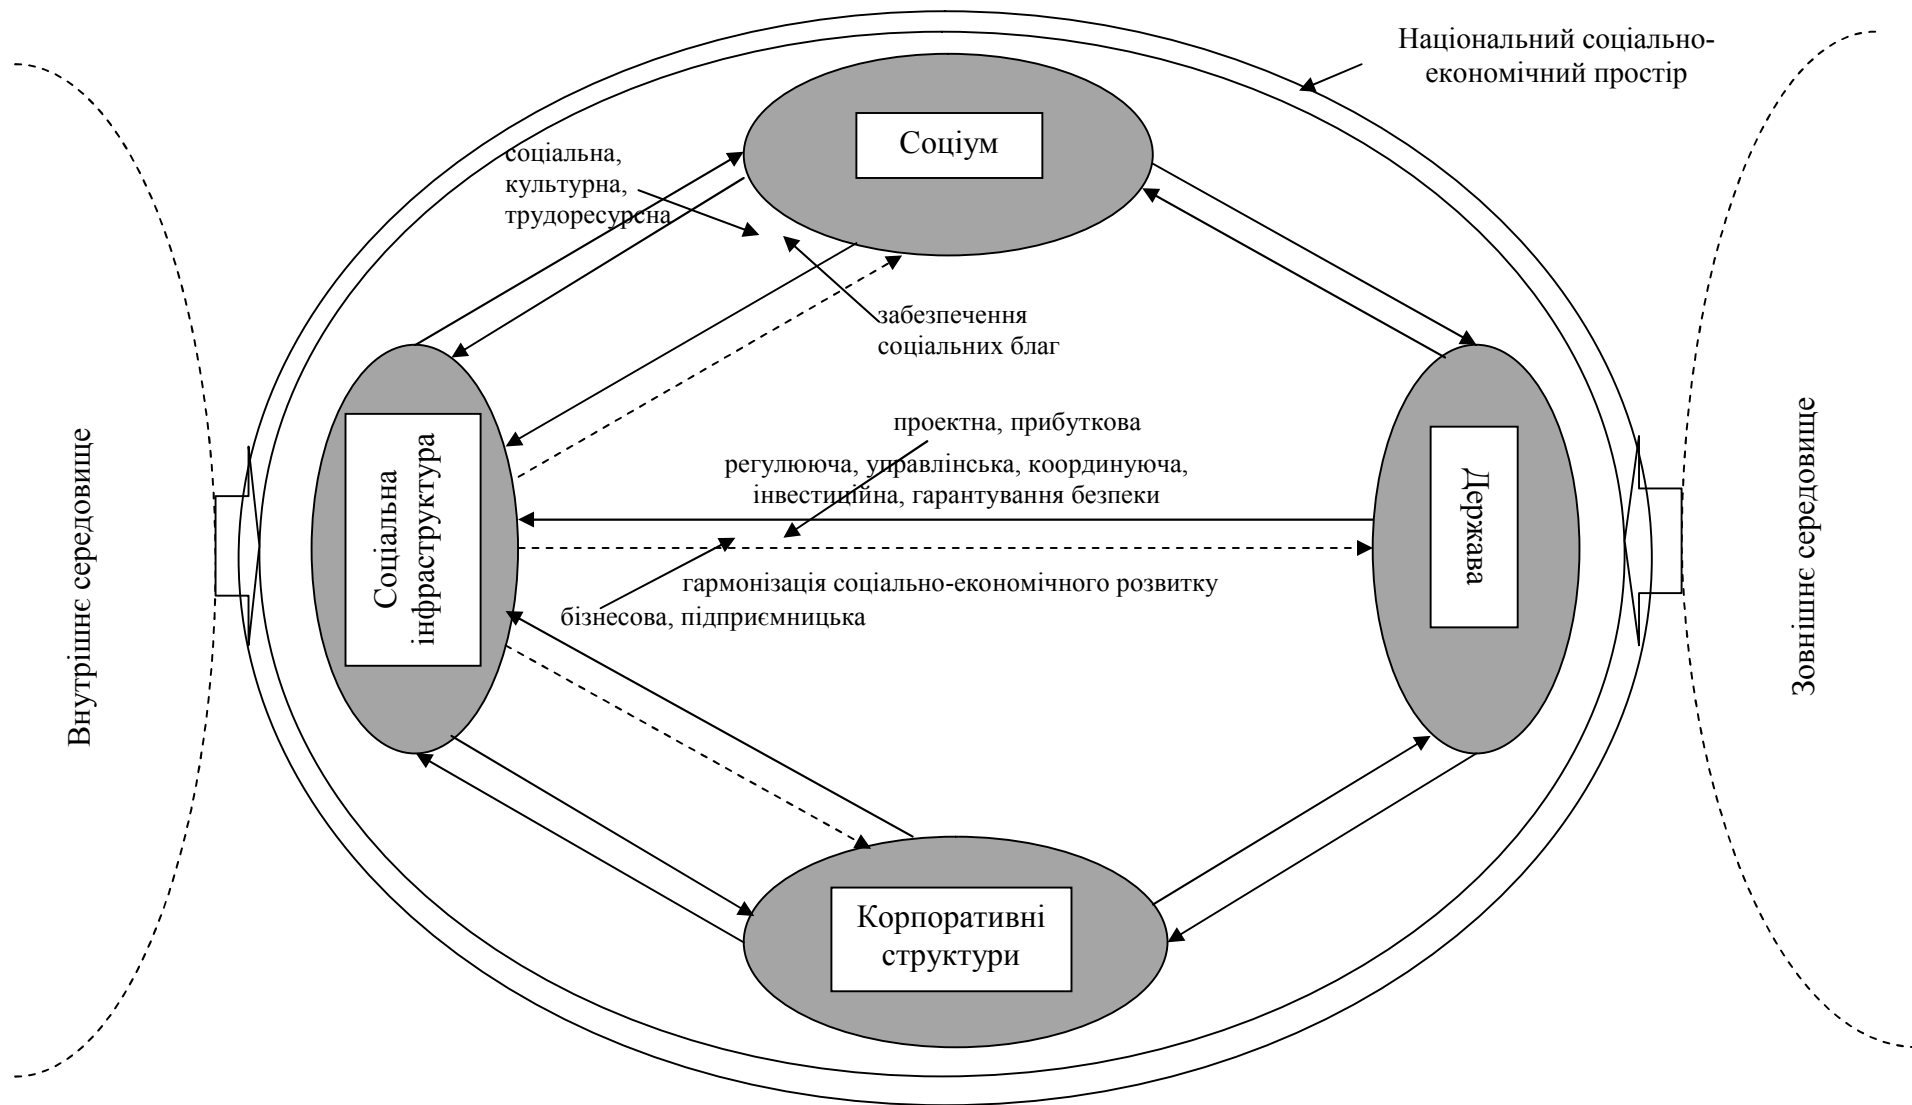 Національний соціально-
економічний простір
Соціум
соціальна,
культурна,
трудоресурсна
забезпечення
соціальних благ
проектна, прибуткова
регулююча, управлінська, координуюча,
інвестиційна, гарантування безпеки
гармонізація соціально-економічного розвитку
бізнесова, підприємницька
Внутрішнє середовище
Соціальна
інфраструктура
Держава
Зовнішнє середовище
Корпоративні
структури